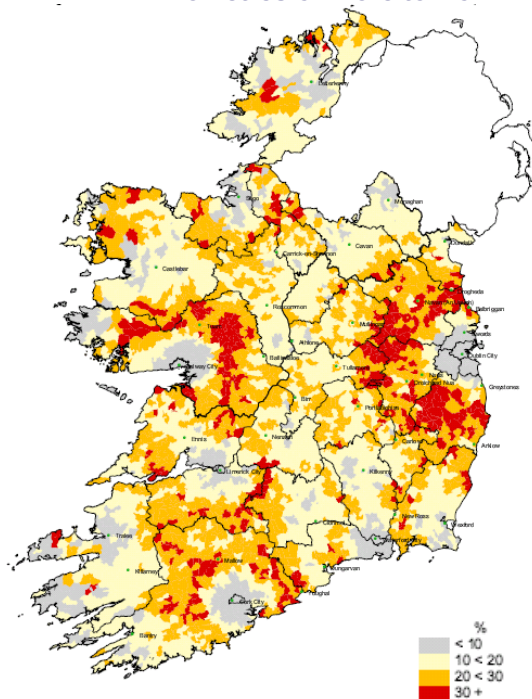 Letterkenny
Sligo
Monaghan
Carrick-on-Shannon
Cavan
Dundalk
Castlebar
Drogheda
Balbriggan
Roscommon
Tuam
Mullingar
Swords
Athlone
Dublin City
Galway City
Ballinasloe
Tullamore
Naas
Greystones
Birr
Portlaoise
Ennis
Nenagh
Carlow
Arklow
Limerick City
Kilkenny
Clonmel
New Ross
Wexford
Tralee
Waterford City
Killarney
Mallow
Dungarvan
Youghal
Cork City
Bantry
%
< 10
10 < 20
20 < 30
30 +